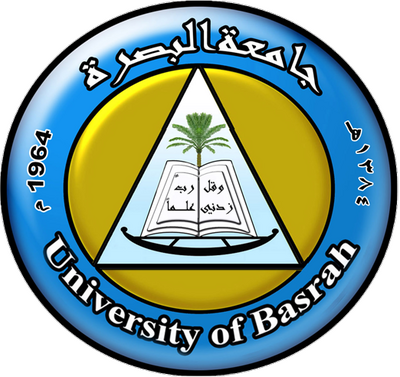 جامعة البصرة
1964 م
١٣٨٤ هـ
وقل رب
زدني علماً
University of Basrah